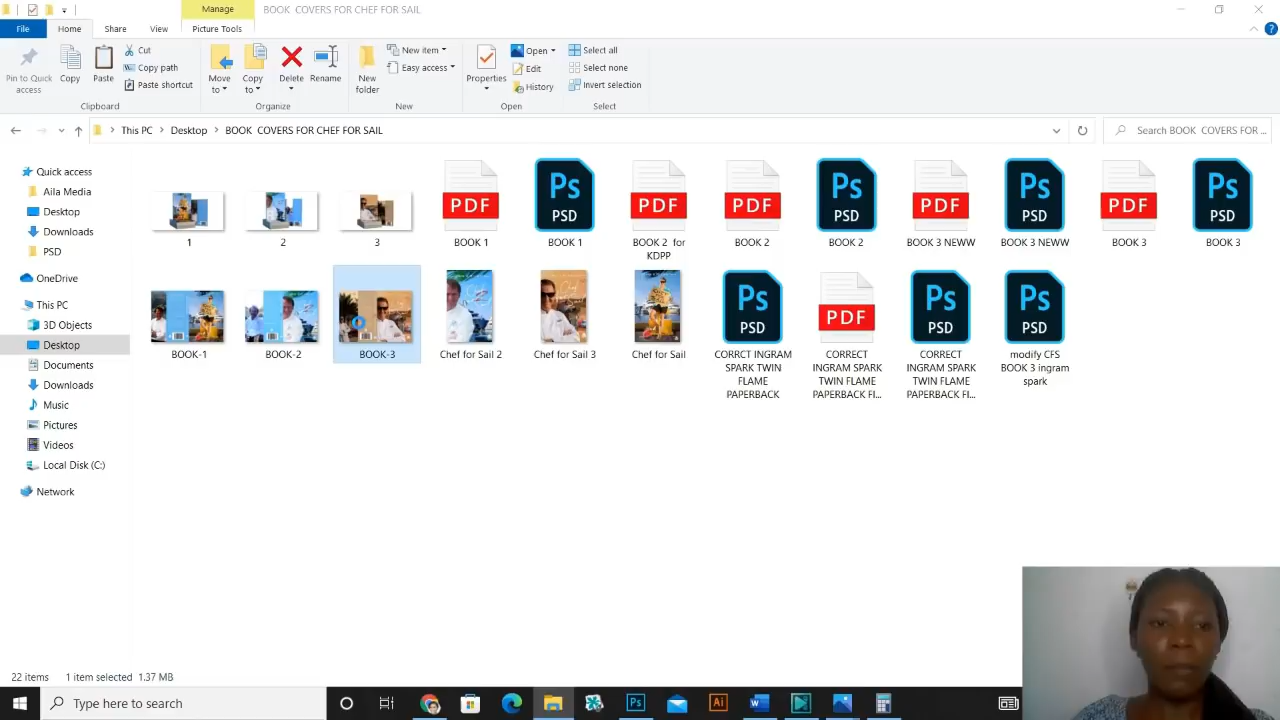 Manage
BOOK  COVERS FOR CHEF FOR SAIL
File
Home
Share
View
Picture Tools
Pin to Quick
access
Copy
Paste
Cut
Copy path
Paste shortcut
Clipboard
Move
to
Copy
to
Delete
Rename
Organize
New
folder
New item
Easy access
New
Properties
Open
Edit
History
Open
Select all
Select none
Invert selection
Select
This PC
Desktop
BOOK  COVERS FOR CHEF FOR SAIL
Search BOOK  COVERS FOR ...
Quick access
Aila Media
Desktop
Downloads
PSD
OneDrive
This PC
3D Objects
Desktop
Documents
Downloads
Music
Pictures
Videos
Local Disk (C:)
Network
1
2
3
PDF
BOOK 1
Ps
PSD
BOOK 1
PDF
BOOK 2  for
KDPP
PDF
BOOK 2
Ps
PSD
BOOK 2
PDF
BOOK 3 NEWW
Ps
PSD
BOOK 3 NEWW
PDF
BOOK 3
Ps
PSD
BOOK 3
BOOK-1
BOOK-2
BOOK-3
Chef for Sail 2
Chef for Sail 3
Chef for Sail
Ps
PSD
CORRCT INGRAM
SPARK TWIN
FLAME
PAPERBACK
PDF
CORRECT
INGRAM SPARK
TWIN FLAME
PAPERBACK FI...
Ps
PSD
CORRECT
INGRAM SPARK
TWIN FLAME
PAPERBACK FI...
Ps
PSD
modify CFS
BOOK 3 ingram
spark
22 items
1 item selected  1.37 MB
Type here to search
Ps
Ai
W